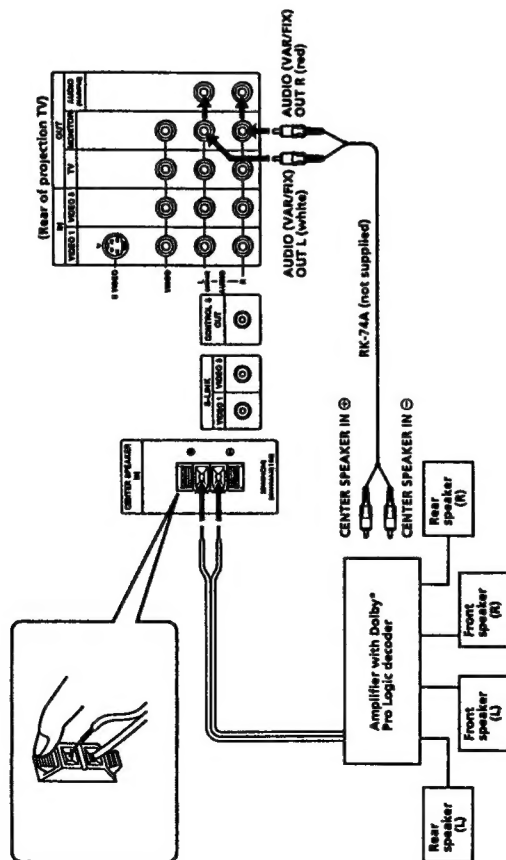 (Rear of projection TV)
IN
OUT
VIDEO 1
VIDEO 3
TV
MONITOR
AUDIO
S VIDEO
VIDEO
AUDIO
R
CONTROL S
OUT
S-LINK
VIDEO 1
VIDEO 3
CENTER SPEAKER
IN
AUDIO (VAR/FIX)
OUT R (red)
AUDIO (VAR/FIX)
OUT L (white)
RK-74A (not supplied)
CENTER SPEAKER IN ⊕
CENTER SPEAKER IN ⊖
Amplifier with Dolby*
Pro Logic decoder
Rear
speaker
(L)
Front
speaker
(L)
Front
speaker
(R)
Rear
speaker
(R)